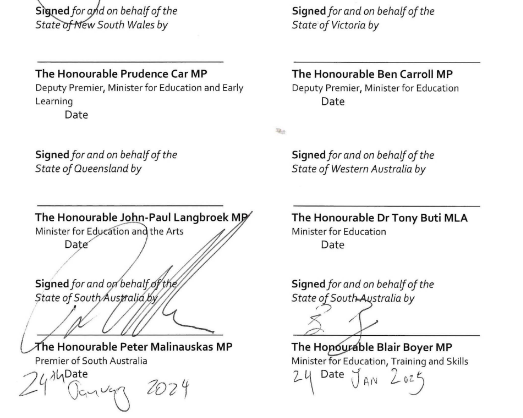 Signed for and on behalf of the
State of New South Wales by
The Honourable Prudence Car MP
Deputy Premier, Minister for Education and Early
Learning
Date
Signed for and on behalf of the
State of Victoria by
The Honourable Ben Carroll MP
Deputy Premier, Minister for Education
Date
Signed for and on behalf of the
State of Queensland by
The Honourable John-Paul Langbroek MP
Minister for Education and the Arts
Date
Signed for and on behalf of the
State of Western Australia by
The Honourable Dr Tony Buti MLA
Minister for Education
Date
Signed for and on behalf of the
State of South Australia by
The Honourable Peter Malinauskas MP
Premier of South Australia
Date
24th January 2024
Signed for and on behalf of the
State of South Australia by
The Honourable Blair Boyer MP
Minister for Education, Training and Skills
Date
24 JAN 2025